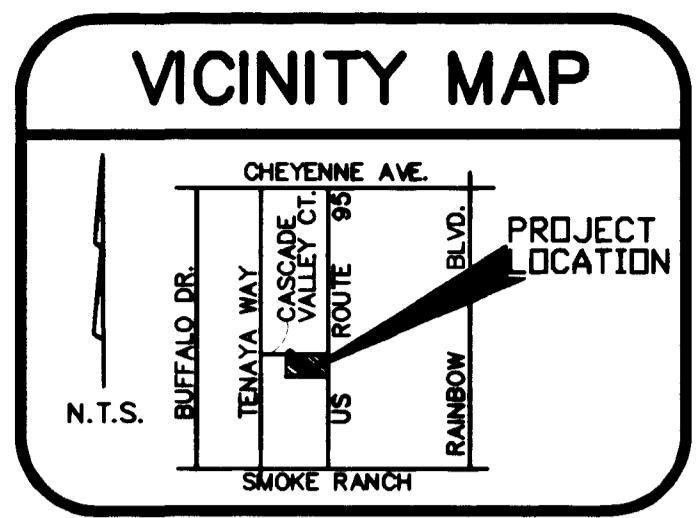 VICINITY MAP
CHEYENNE AVE.
BUFFALO DR.
TENAYA WAY
CASCADE
VALLEY CT.
US ROUTE 95
RAINBOW BLVD.
PROJECT
LOCATION
N.T.S.
SMOKE RANCH